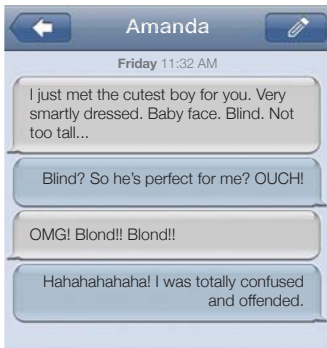 Amanda
Friday 11:32 AM
I just met the cutest boy for you. Very
smartly dressed. Baby face. Blind. Not
too tall...
Blind? So he's perfect for me? OUCH!
OMG! Blond!! Blond!!
Hahahahahaha! I was totally confused
and offended.